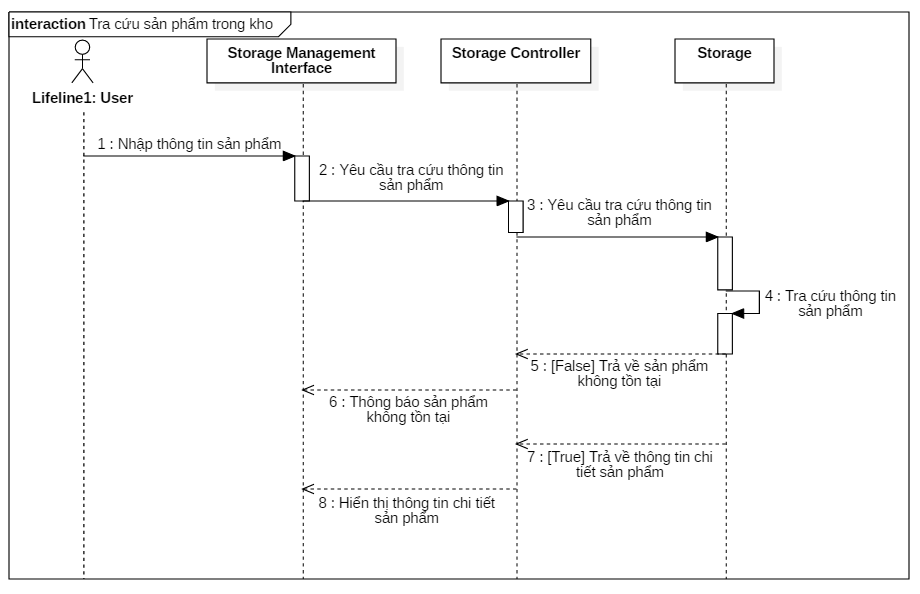 interaction Tra cứu sản phẩm trong kho
Storage Management
Interface
Storage Controller
Storage
Lifeline1: User
1 : Nhập thông tin sản phẩm
2 : Yêu cầu tra cứu thông tin
sản phẩm
3 : Yêu cầu tra cứu thông tin
sản phẩm
4 : Tra cứu thông tin
sản phẩm
5 : [False] Trả về sản phẩm
không tồn tại
6 : Thông báo sản phẩm
không tồn tại
7 : [True] Trả về thông tin chi
tiết sản phẩm
8 : Hiển thị thông tin chi tiết
sản phẩm